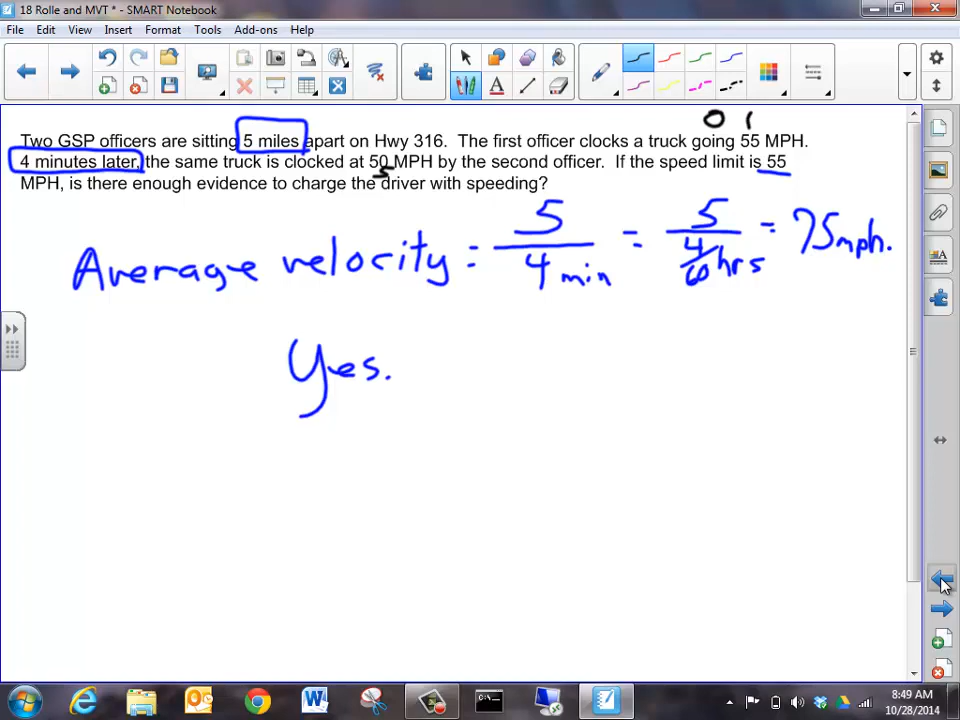 18 Rolle and MVT * - SMART Notebook
File Edit View Insert Format Tools Add-ons Help
0 1
Two GSP officers are sitting 5 miles apart on Hwy 316. The first officer clocks a truck going 55 MPH.
4 minutes later, the same truck is clocked at 50 MPH by the second officer. If the speed limit is 55
5
MPH, is there enough evidence to charge the driver with speeding?
Average velocity = 5/4 min = 5/(4/60) hrs = 75mph.
Yes.
8:49 AM
10/28/2014